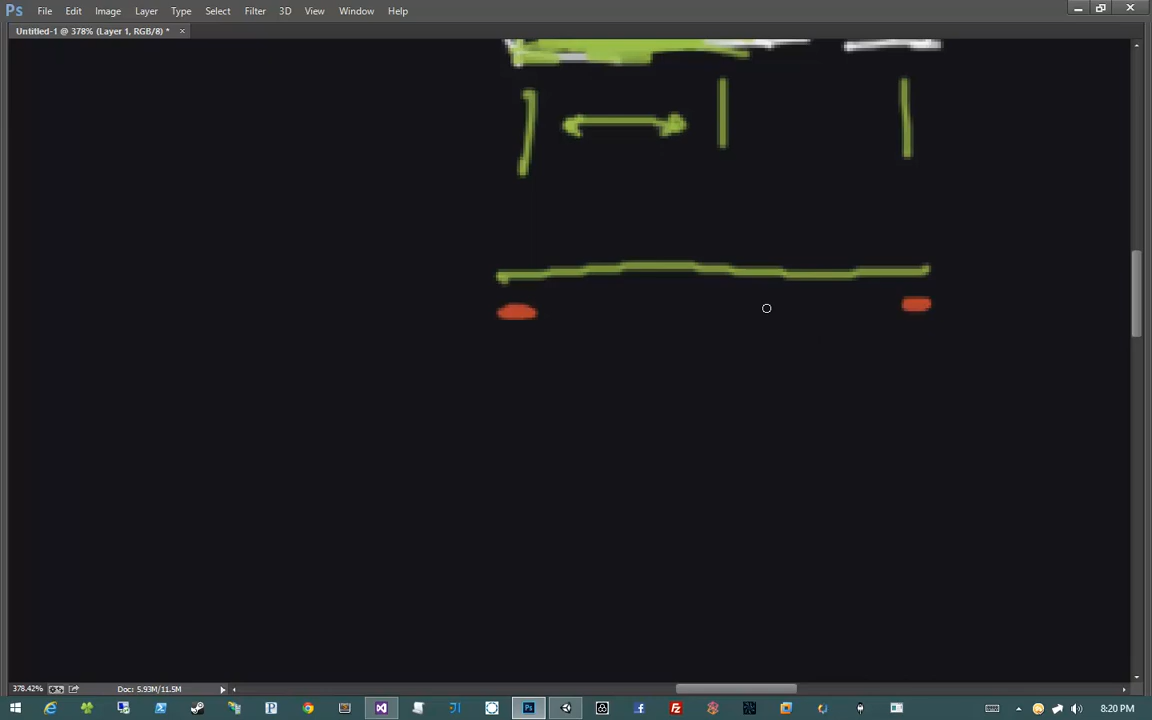 Ps File Edit Image Layer Type Select Filter 3D View Window Help
Untitled-1 @ 378% (Layer 1, RGB/8) * ×
378.42% Doc: 5.93M/11.5M
8:20 PM